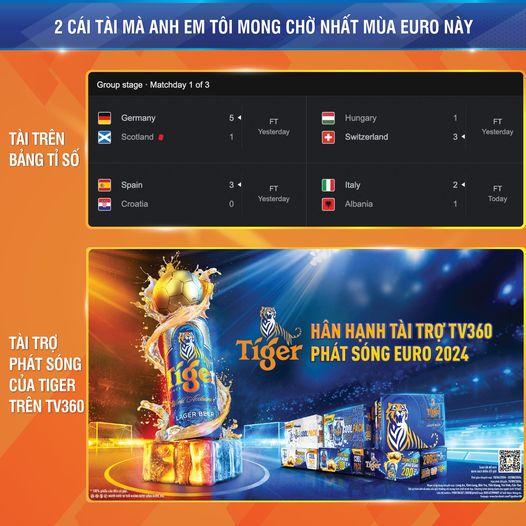 2 CÁI TÀI MÀ ANH EM TÔI MONG CHỜ NHẤT MÙA EURO NÀY
TÀI TRÊN
BẢNG TỈ SỐ
Group stage · Matchday 1 of 3
Germany 5
Scotland 1
FT
Yesterday
Hungary 1
Switzerland 3
FT
Yesterday
Spain 3
Croatia 0
FT
Yesterday
Italy 2
Albania 1
FT
Today
TÀI TRỢ
PHÁT SÓNG
CỦA TIGER
TRÊN TV360
Tiger
LAGER BEER
Tiger
HÂN HẠNH TÀI TRỢ TV360
PHÁT SÓNG EURO 2024